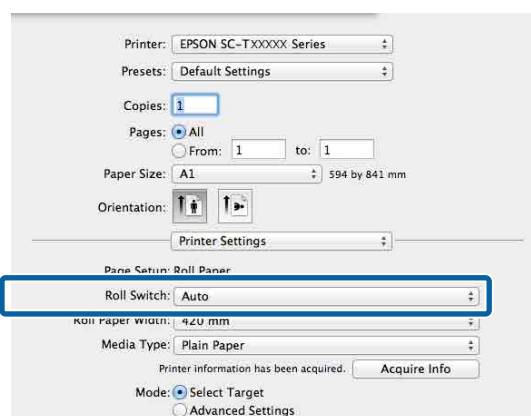 Printer: EPSON SC-TXXXXX Series
Presets: Default Settings
Copies: 1
Pages: All
From: 1 to: 1
Paper Size: A1 594 by 841 mm
Orientation:
Printer Settings
Page Setup: Roll Paper
Roll Switch: Auto
Roll Paper Width: 420 mm
Media Type: Plain Paper
Printer information has been acquired. Acquire Info
Mode: Select Target
Advanced Settings